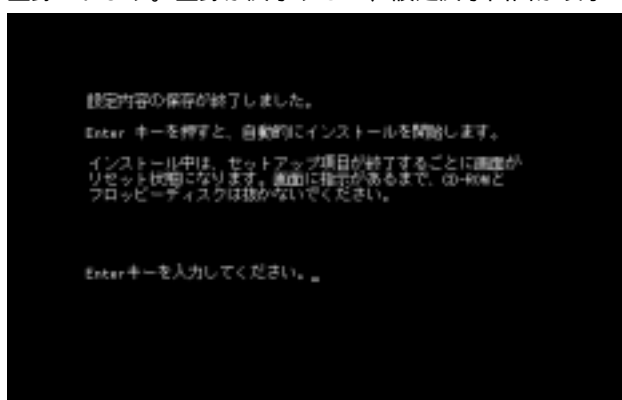 設定内容の保存が終了しました。
Enter キーを押すと、自動的にインストールを開始します。
インストール中は、セットアップ項目が終了するごとに画面が
リセット状態になります。画面に指示があるまで、CD-ROMと
フロッピーディスクは抜かないでください。
Enterキーを入力してください。_